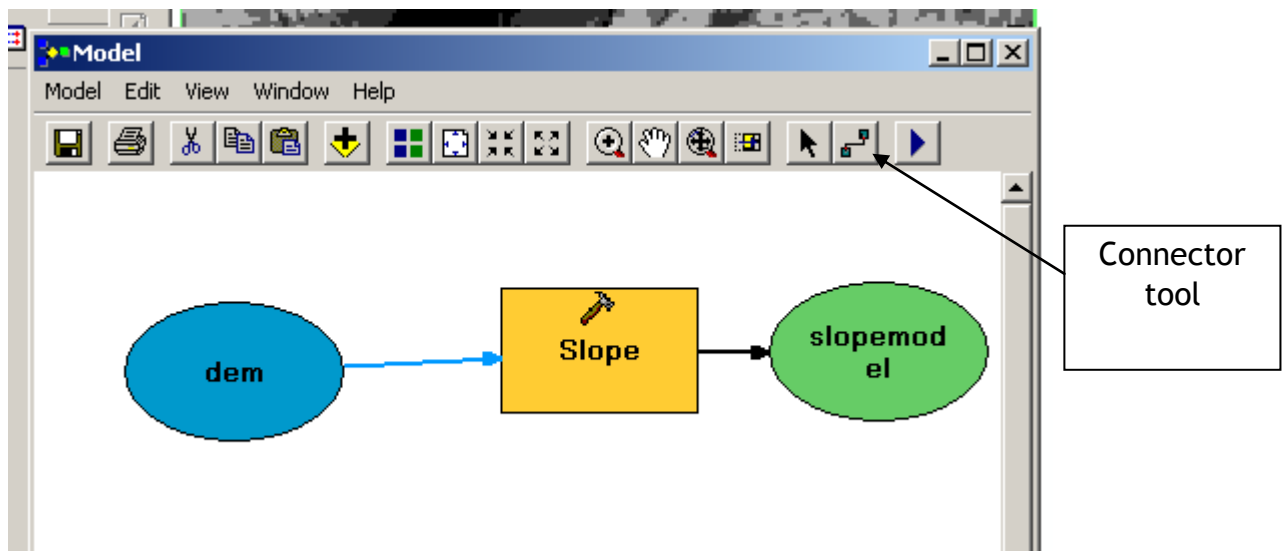 Model
Model Edit View Window Help
Connector
tool
dem
Slope
slopemod
el